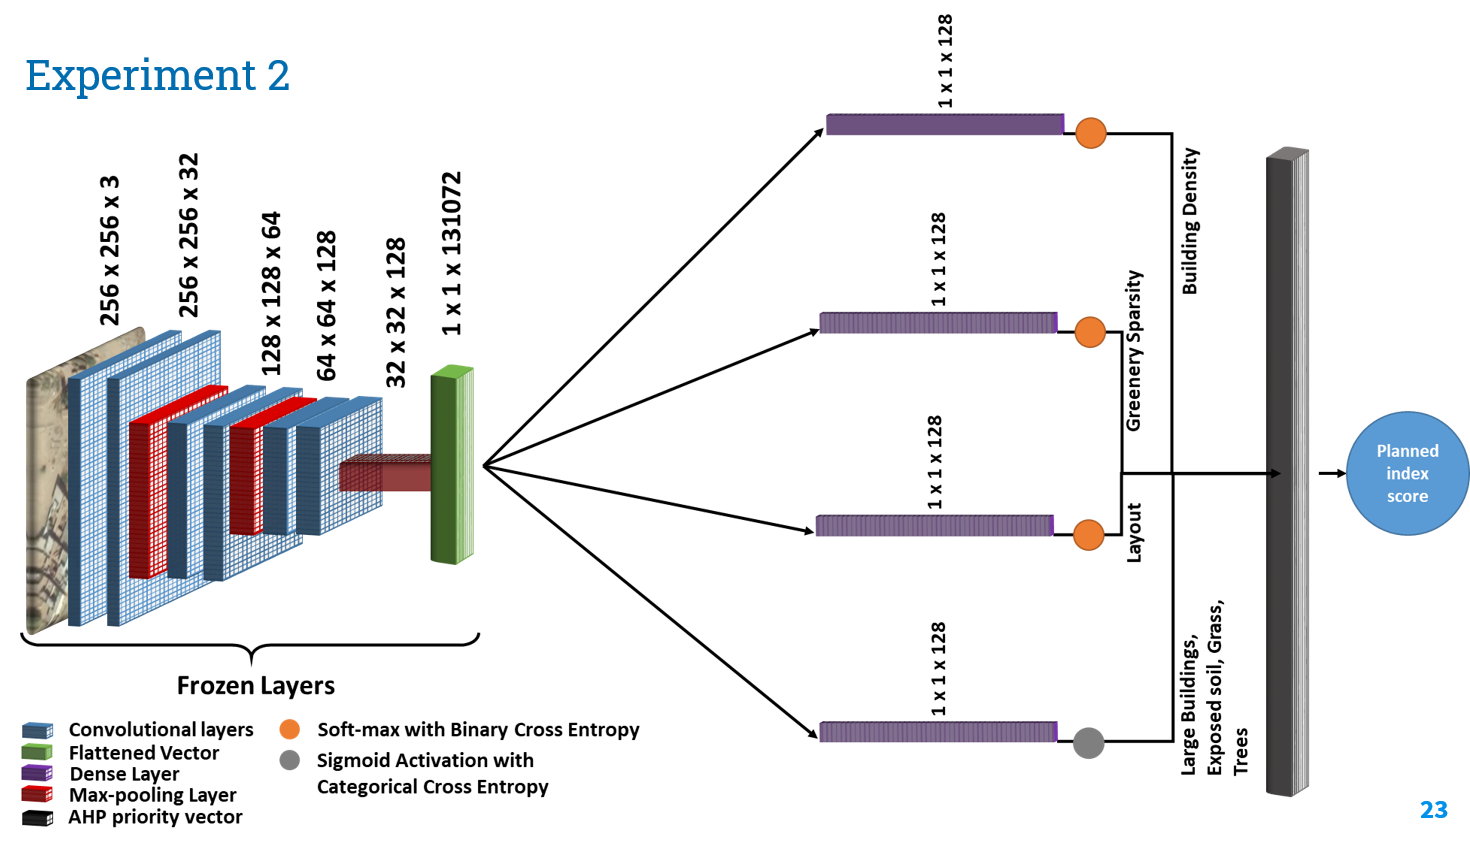 Experiment 2
256 x 256 x 3
256 x 256 x 32
128 x 128 x 64
64 x 64 x 128
32 x 32 x 128
1 x 1 x 131072
1 x 1 x 128
1 x 1 x 128
1 x 1 x 128
1 x 1 x 128
Building Density
Greenery Sparsity
Layout
Large Buildings,
Exposed soil, Grass,
Trees
Planned
index
score
Frozen Layers
Convolutional layers
Flattened Vector
Dense Layer
Max-pooling Layer
AHP priority vector
Soft-max with Binary Cross Entropy
Sigmoid Activation with
Categorical Cross Entropy
23